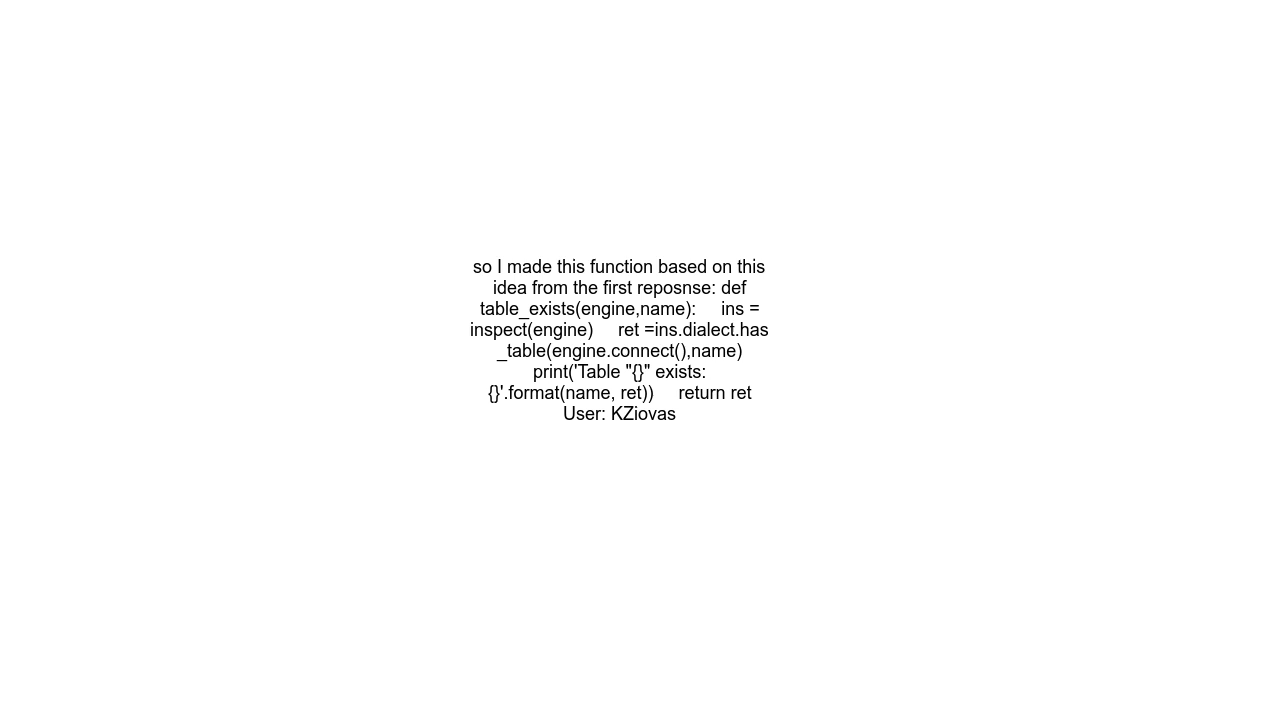 so I made this function based on this
idea from the first reposnse: def
table_exists(engine,name):     ins =
inspect(engine)     ret =ins.dialect.has
_table(engine.connect(),name)
print('Table "{}" exists:
{}'.format(name, ret))     return ret
User: KZiovas